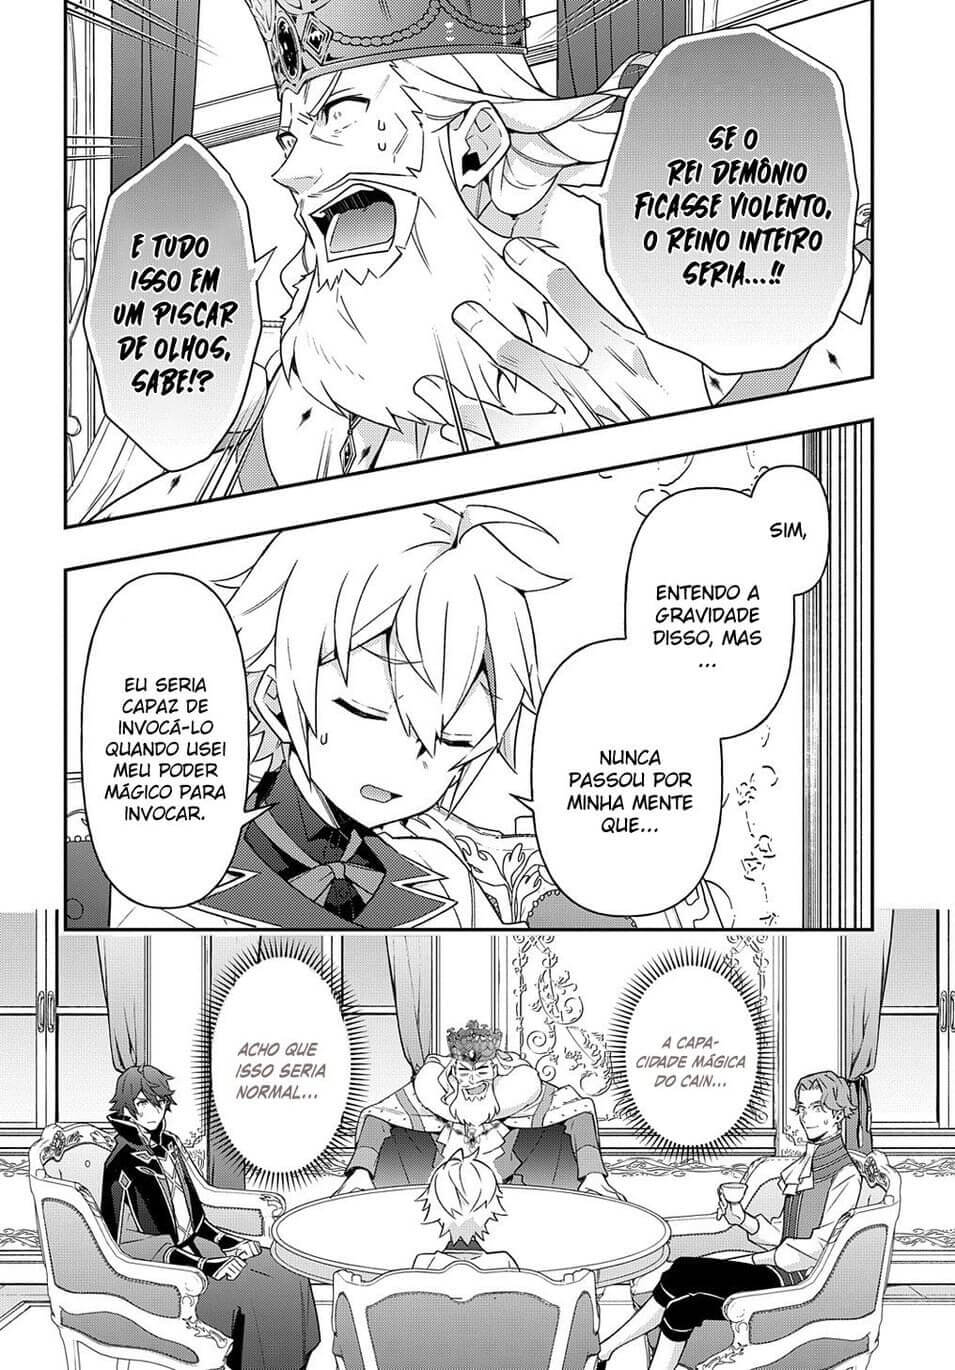 SE O
REI DEMÔNIO
FICASSE VIOLENTO,
O REINO INTEIRO
SERIA...!!
E TUDO
ISSO EM
UM PISCAR
DE OLHOS,
SABE!?
SIM,
ENTENDO A
GRAVIDADE
DISSO, MAS
...
NUNCA
PASSOU POR
MINHA MENTE
QUE...
EU SERIA
CAPAZ DE
INVOCÁ-LO
QUANDO USEI
MEU PODER
MÁGICO PARA
INVOCAR.
A CAPA-
CIDADE MÁGICA
DO CAIN...
ACHO QUE
ISSO SERIA
NORMAL...